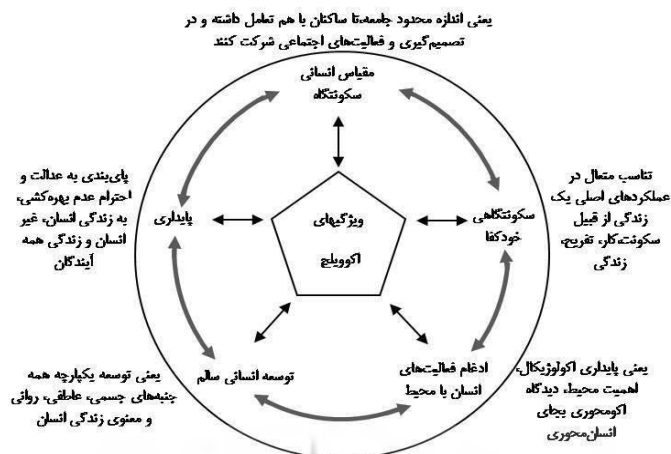 یعنی اندازه محدود جامعه،تا ساکنان با هم تعامل داشته و در
تصمیم‌گیری و فعالیت‌های اجتماعی شرکت کنند
مقیاس انسانی
سکونتگاه
تناسب متعال در
عملکردهای اصلی یک
زندگی از قبیل
سکونت،کار، تفریح،
زندگی
سکونتگاهی
خودکفا
ویژگیهای
اکوویلج
پایداری
پای‌بندی به عدالت و
احترام عدم بهره‌کشی،
به زندگی انسان، غیر
انسان و زندگی همه
آیندگان
ادغام فعالیت‌های
انسان با محیط
یعنی پایداری اکولوژیکال،
اهمیت محیط، دیدگاه
اکومحوری بجای
انسان‌محوری
توسعه انسانی سالم
یعنی توسعه یکپارچه همه
جنبه‌های جسمی، عاطفی، روانی
و معنوی زندگی انسان